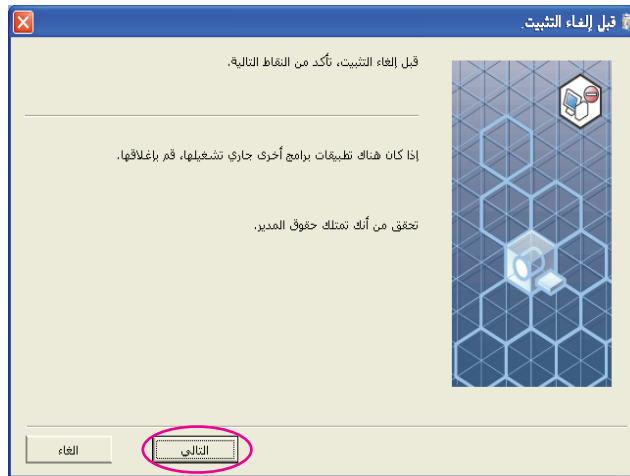 قبل إلغاء التثبيت.
قبل إلغاء التثبيت، تأكد من النقاط التالية.
إذا كان هناك تطبيقات برامج أخرى جاري تشغيلها، قم بإغلاقها.
تحقق من أنك تمتلك حقوق المدير.
التالي
الغاء